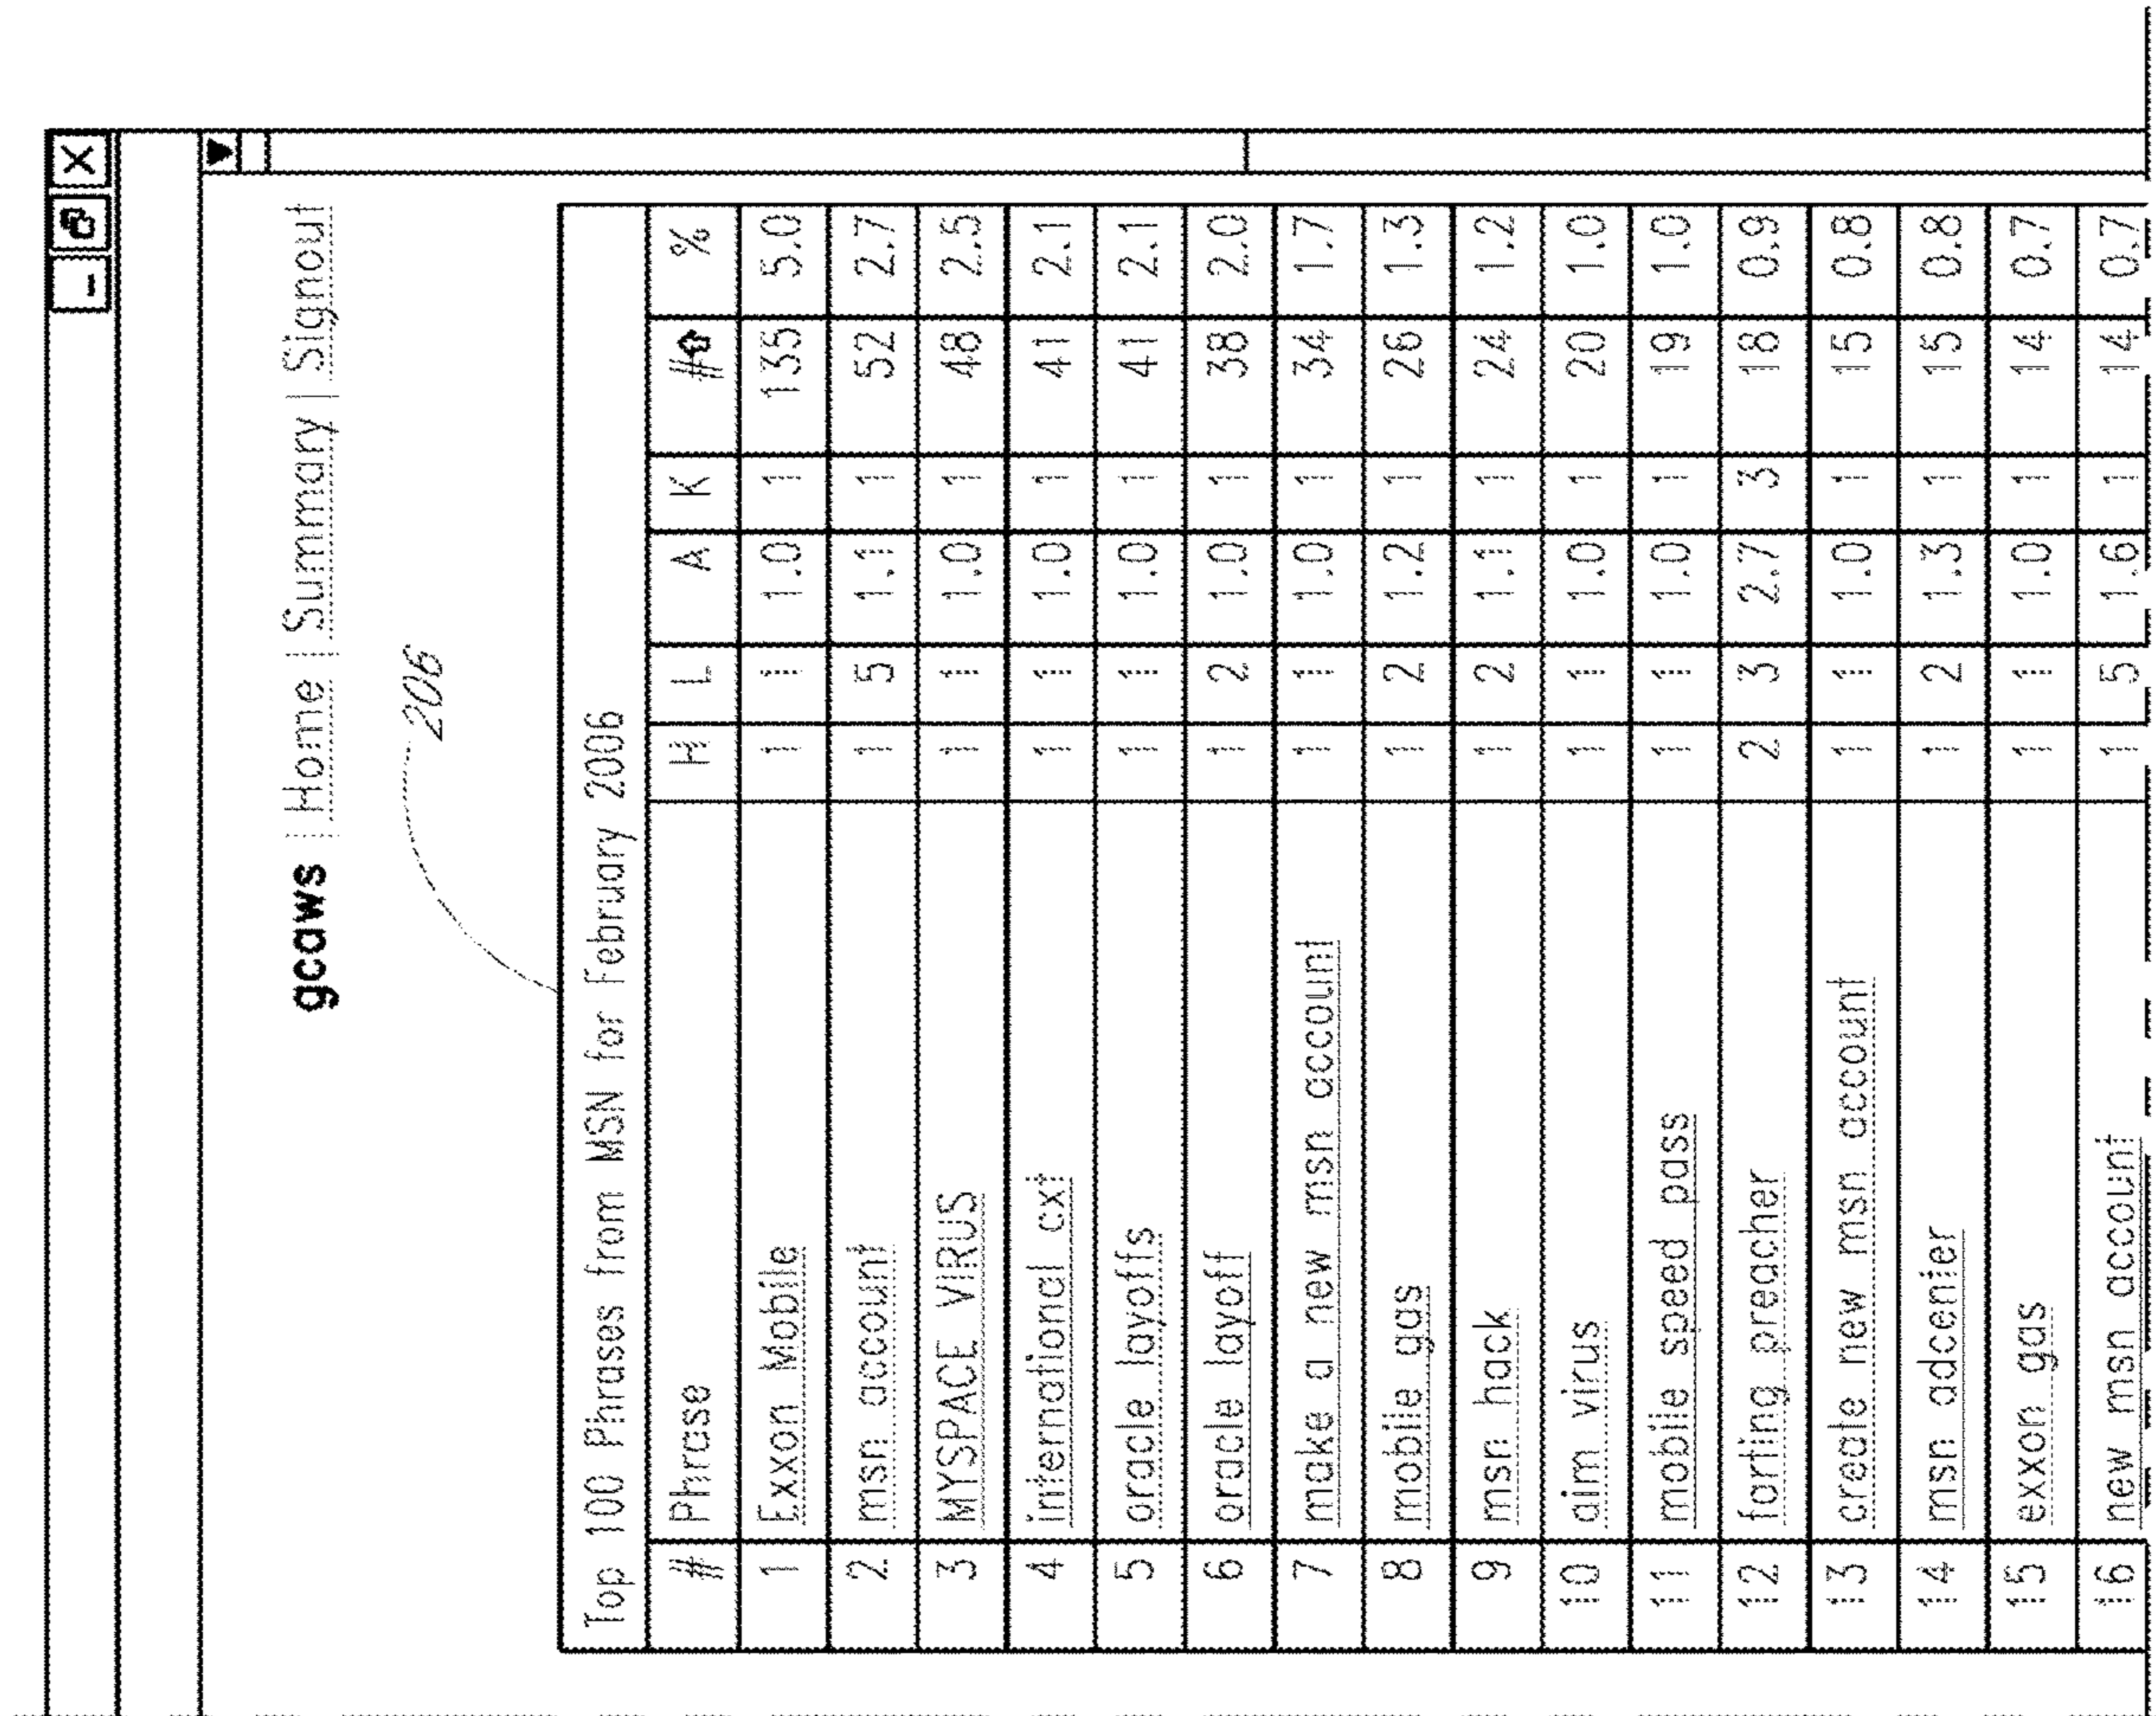 gcaws | Home | Summary | Signout
206
Top 100 Phrases from MSN for February 2006
# Phrase H L A K # %
1 Exxon Mobile 1 1 1.0 1 135 5.0
2 msn account 1 5 1.1 1 52 2.7
3 MYSPACE VIRUS 1 1 1.0 1 48 2.5
4 international cxt 1 1 1.0 1 41 2.1
5 oracle layoffs 1 1 1.0 1 41 2.1
6 oracle layoff 1 2 1.0 1 38 2.0
7 make a new msn account 1 1 1.0 1 34 1.7
8 mobile gas 1 2 1.2 1 26 1.3
9 msn hack 1 2 1.1 1 24 1.2
10 aim virus 1 1 1.0 1 20 1.0
11 mobile speed pass 1 1 1.0 1 19 1.0
12 farting preacher 2 3 2.7 3 18 0.9
13 create new msn account 1 1 1.0 1 15 0.8
14 msn adcenter 1 2 1.3 1 15 0.8
15 exxon gas 1 1 1.0 1 14 0.7
16 new msn account 1 5 1.6 1 14 0.7